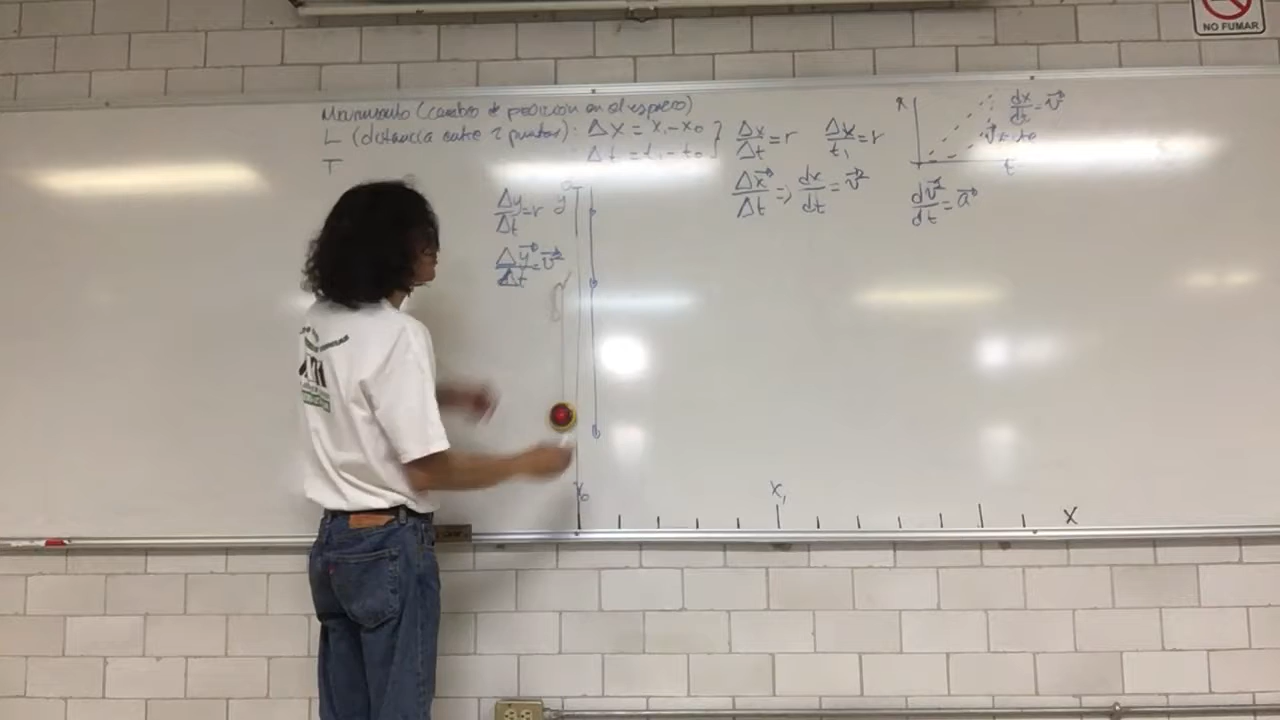 NO FUMAR
Movimiento (cambio de posición en el espacio)
L (distancia entre 2 puntos): Δx = x₁-x₀
T Δt = t₁-t₀
Δx/Δt = r Δx/t₁ = r
Δx⃗/Δt => dx/dt = v⃗
x dx/dt = v⃗
t
dv⃗/dt = a⃗
Δy/Δt = r y
Δy⃗/Δt = v⃗
x₀ x₁ X